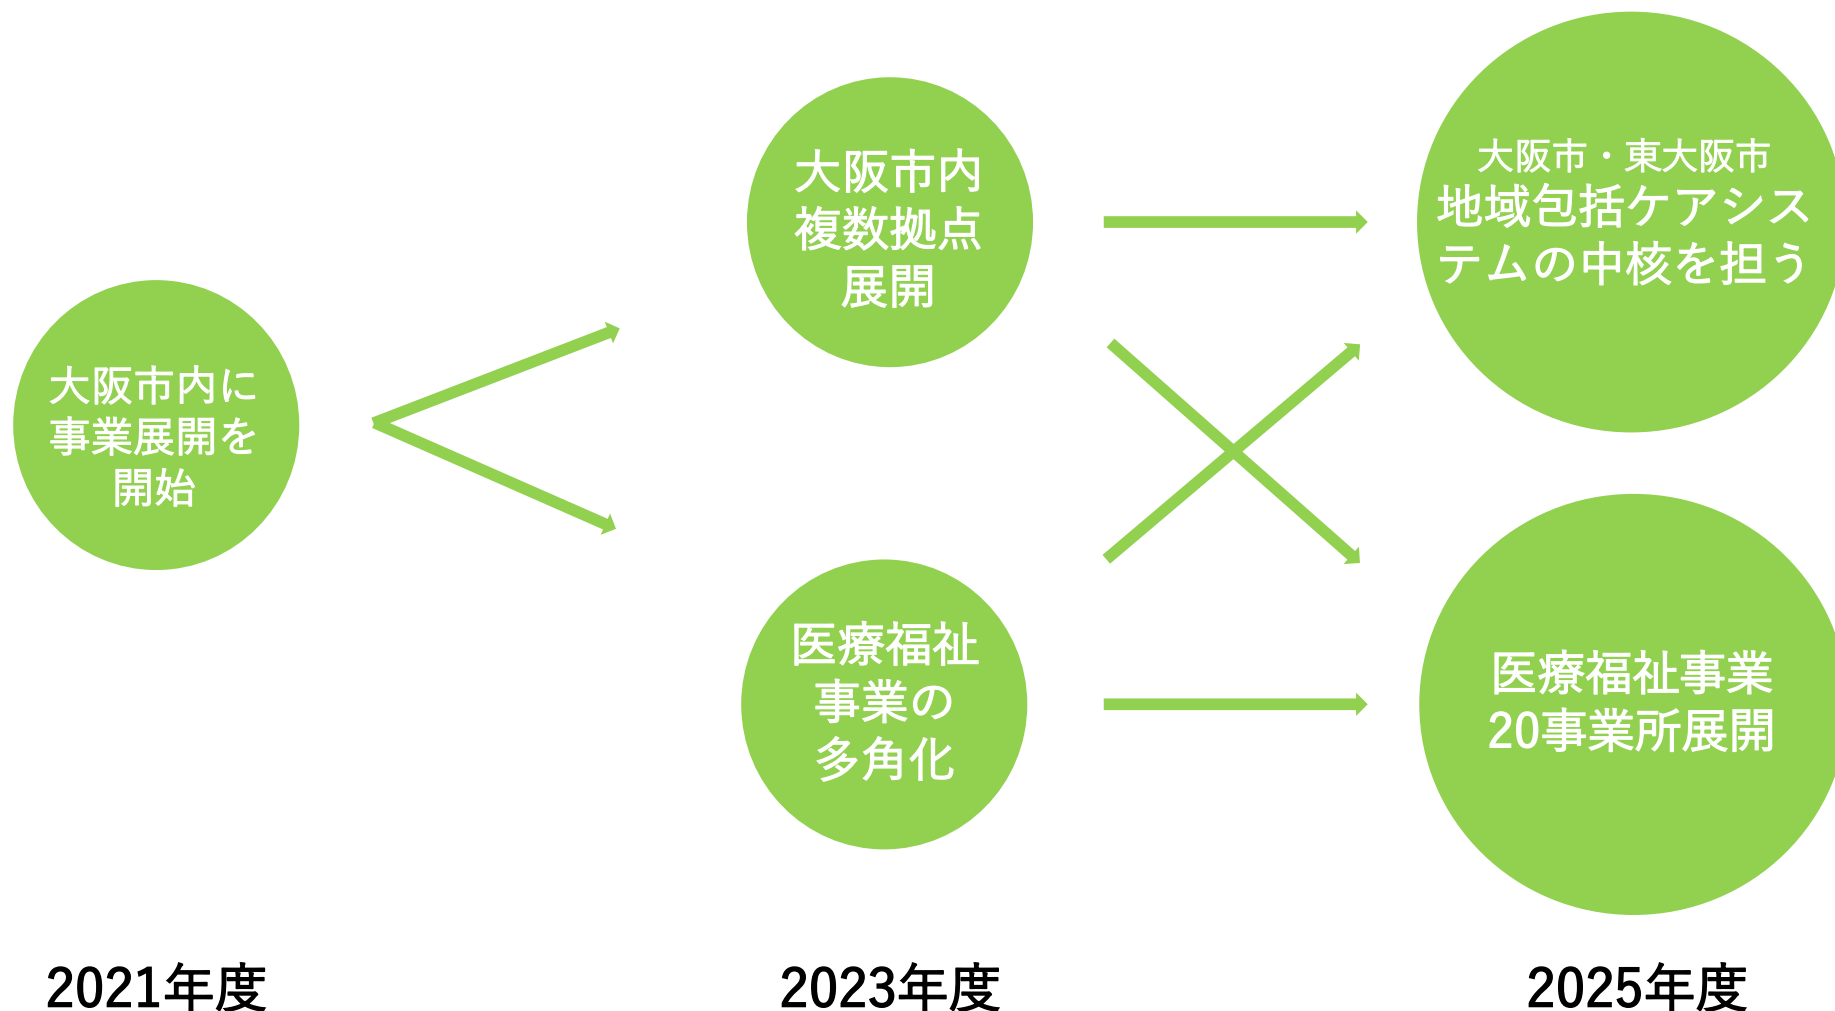 大阪市内に
事業展開を
開始
大阪市内
複数拠点
展開
医療福祉
事業の
多角化
大阪市・東大阪市
地域包括ケアシス
テムの中核を担う
医療福祉事業
20事業所展開
2021年度
2023年度
2025年度